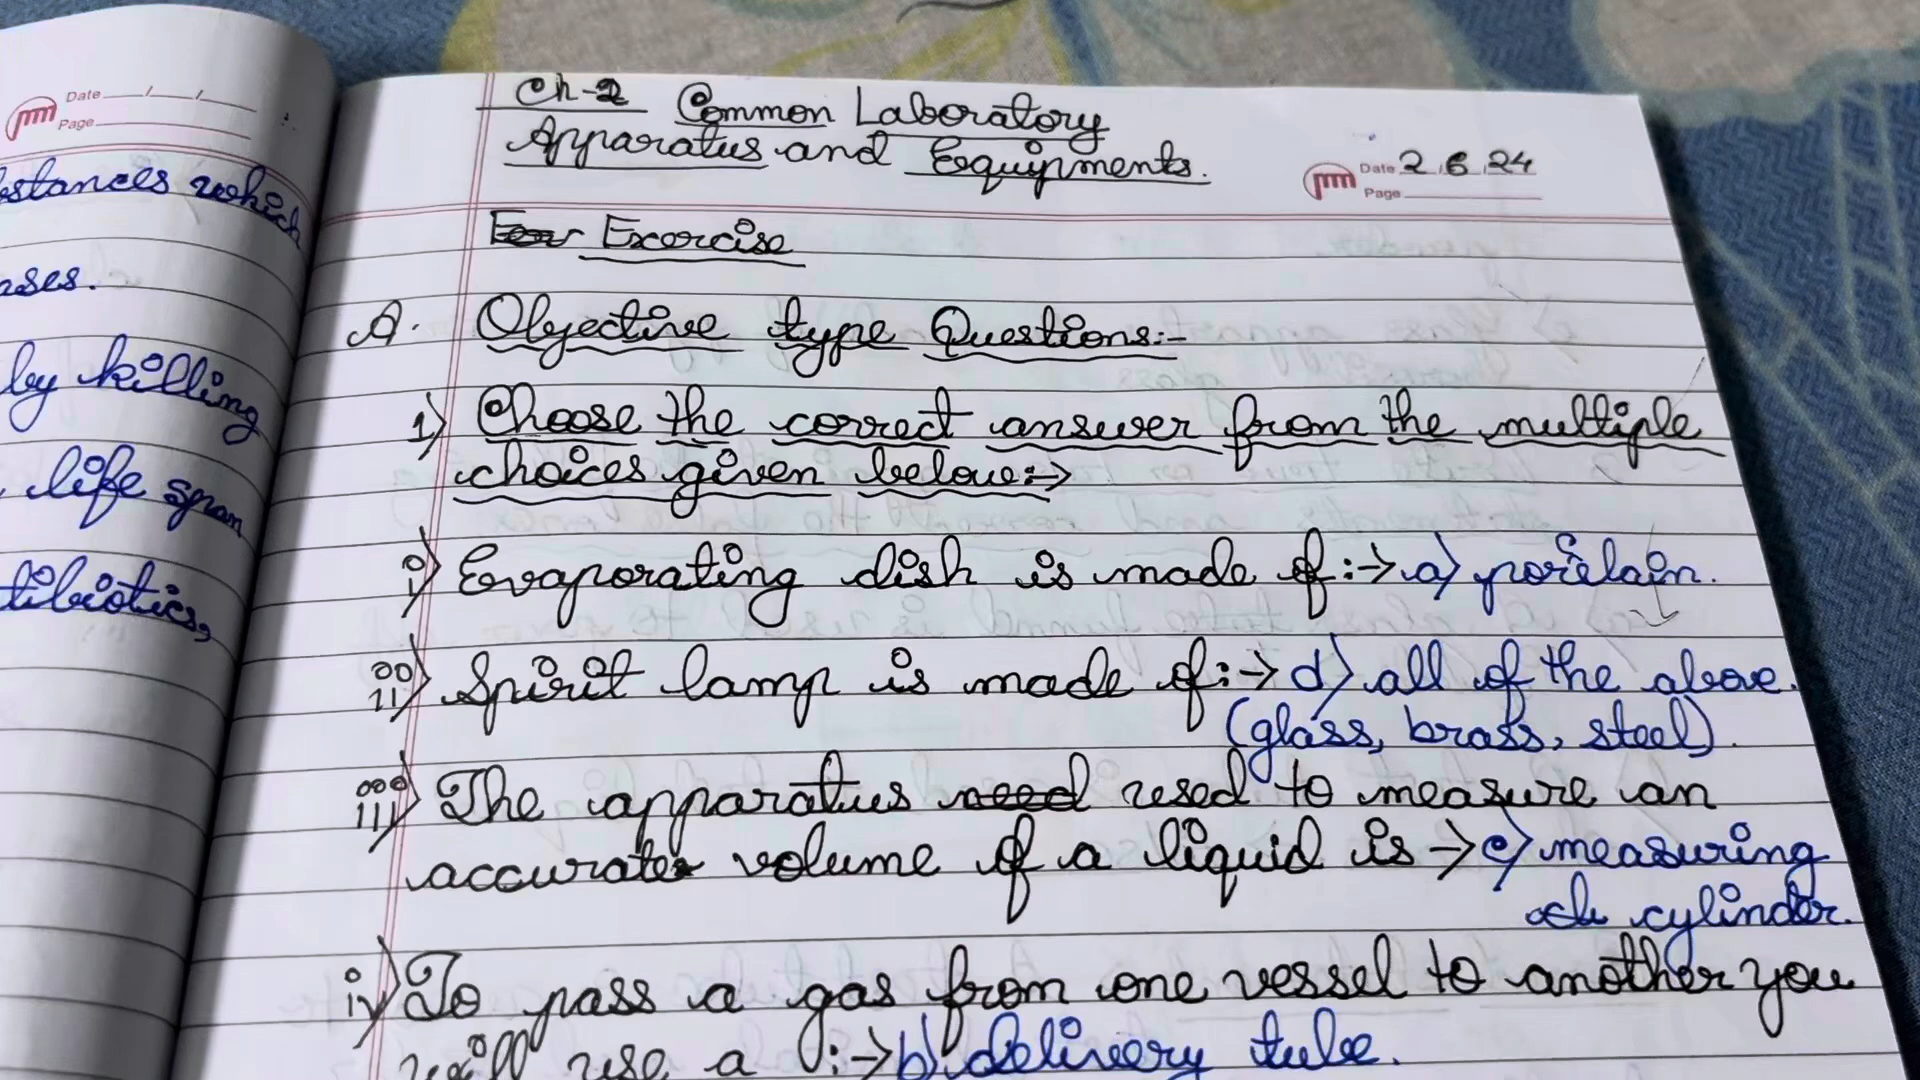 Date
Page
stances which
ases.
by killing
life span
tibiotics,
Ch-2 Common Laboratory
Apparatus and Equipments.
Date 2.6.24
Page
Exercise
A. Objective type Questions:-
1) Choose the correct answer from the multiple
choices given below:→
i) Evaporating dish is made of:→ a) porcelain.
ii) Spirit lamp is made of:→ d) all of the above.
(glass, brass, steel).
iii) The apparatus need used to measure an
accurate volume of a liquid is → c) measuring
cylinder.
iv) To pass a gas from one vessel to another you
will use a :→ b) delivery tube.